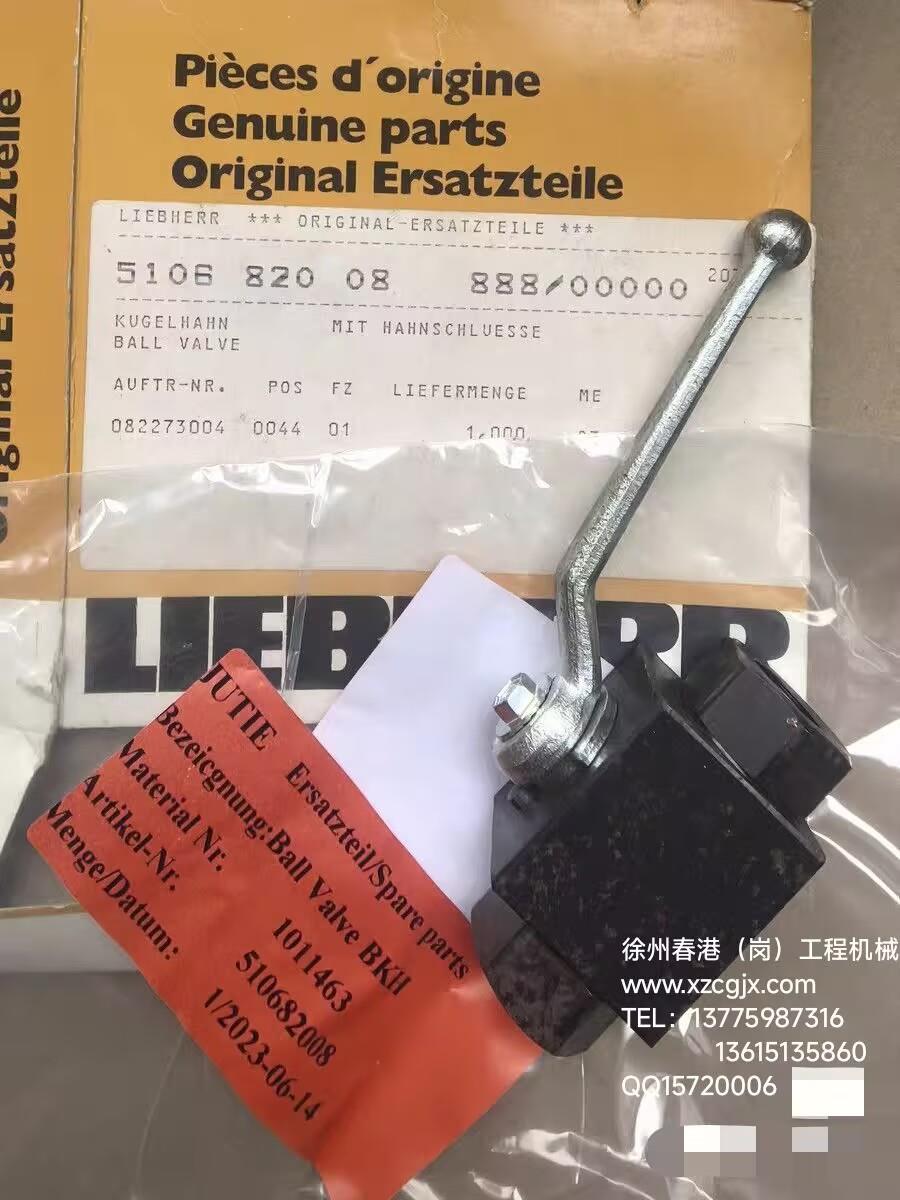 Pièces d´origine
Genuine parts
Original Ersatzteile
Original Ersatzteile
LIEBHERR *** ORIGINAL-ERSATZTEILE ***
5106 820 08 888/00000
KUGELHAHN MIT HAHNSCHLUESSE
BALL VALVE
AUFTR-NR. POS FZ LIEFERMENGE ME
082273004 0044 01 1,000
LIEBHERR
JUTIE Ersatzteil/Spare parts
Bezeicgnung:Ball Valve BKH
Material Nr. 1011463
Artikel-Nr. 510682008
Menge/Datum: 1/2023-06-14
徐州春港（岗）工程机械
www.xzcgjx.com
TEL：13775987316
13615135860
QQ15720006